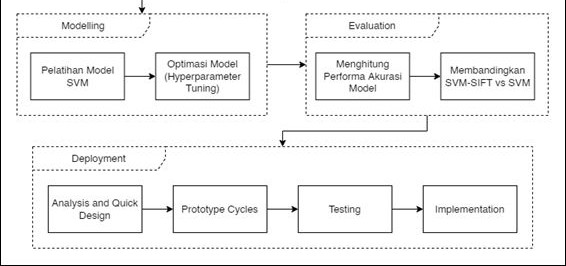 Modelling
Pelatihan Model
SVM
Optimasi Model
(Hyperparameter
Tuning)
Evaluation
Menghitung
Performa Akurasi
Model
Membandingkan
SVM-SIFT vs SVM
Deployment
Analysis and Quick
Design
Prototype Cycles
Testing
Implementation